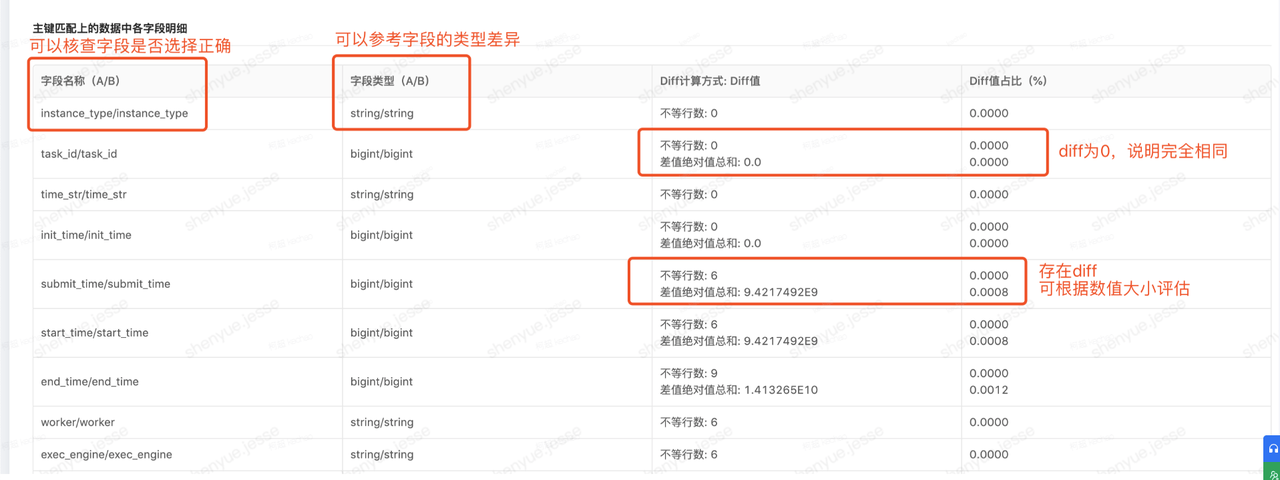 主键匹配上的数据中各字段明细
可以核查字段是否选择正确
可以参考字段的类型差异
字段名称（A/B） 字段类型（A/B） Diff计算方式: Diff值 Diff值占比（%）
instance_type/instance_type string/string 不等行数: 0 0.0000
task_id/task_id bigint/bigint 不等行数: 0 0.0000
差值绝对值总和: 0.0 0.0000
diff为0，说明完全相同
time_str/time_str string/string 不等行数: 0 0.0000
init_time/init_time bigint/bigint 不等行数: 0 0.0000
差值绝对值总和: 0.0 0.0000
submit_time/submit_time bigint/bigint 不等行数: 6 0.0000
差值绝对值总和: 9.4217492E9 0.0008
存在diff
可根据数值大小评估
start_time/start_time bigint/bigint 不等行数: 6 0.0000
差值绝对值总和: 9.4217492E9 0.0008
end_time/end_time bigint/bigint 不等行数: 9 0.0000
差值绝对值总和: 1.413265E10 0.0012
worker/worker string/string 不等行数: 6 0.0000
exec_engine/exec_engine string/string 不等行数: 6 0.0000
shenyue.jesse